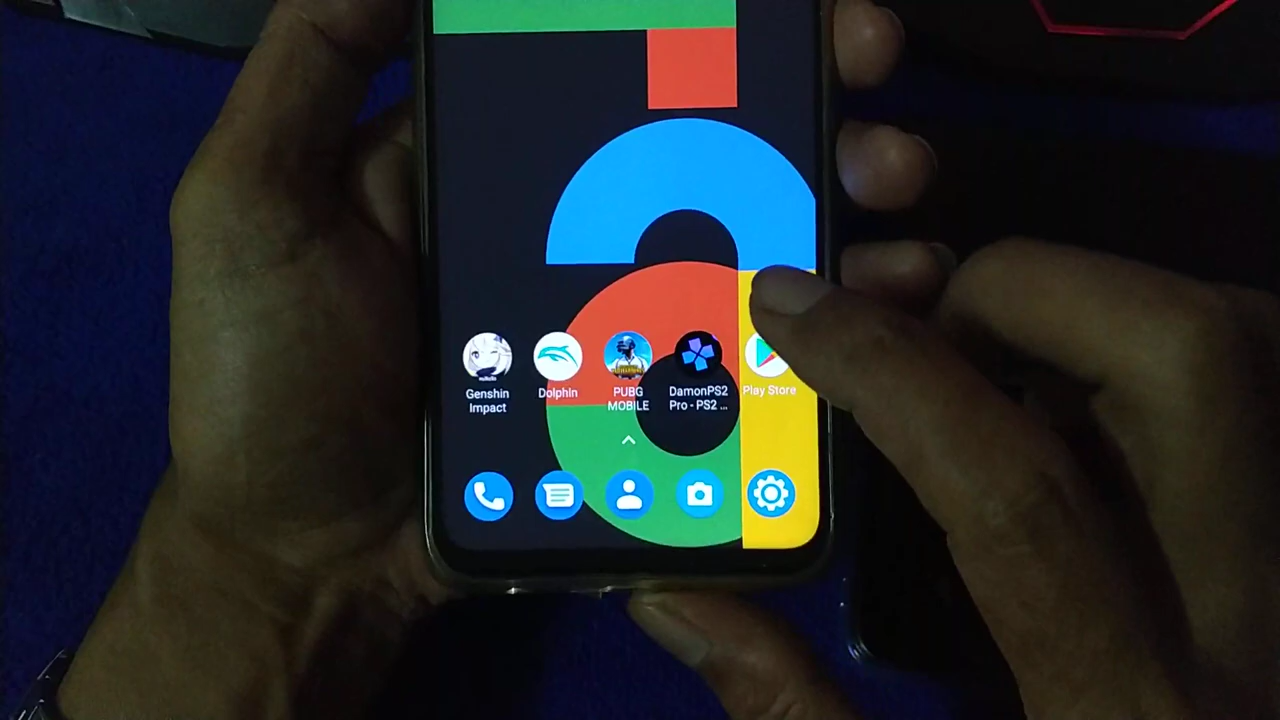 Genshin
Impact
Dolphin
PUBG
MOBILE
DamonPS2
Pro - PS2 ...
Play Store